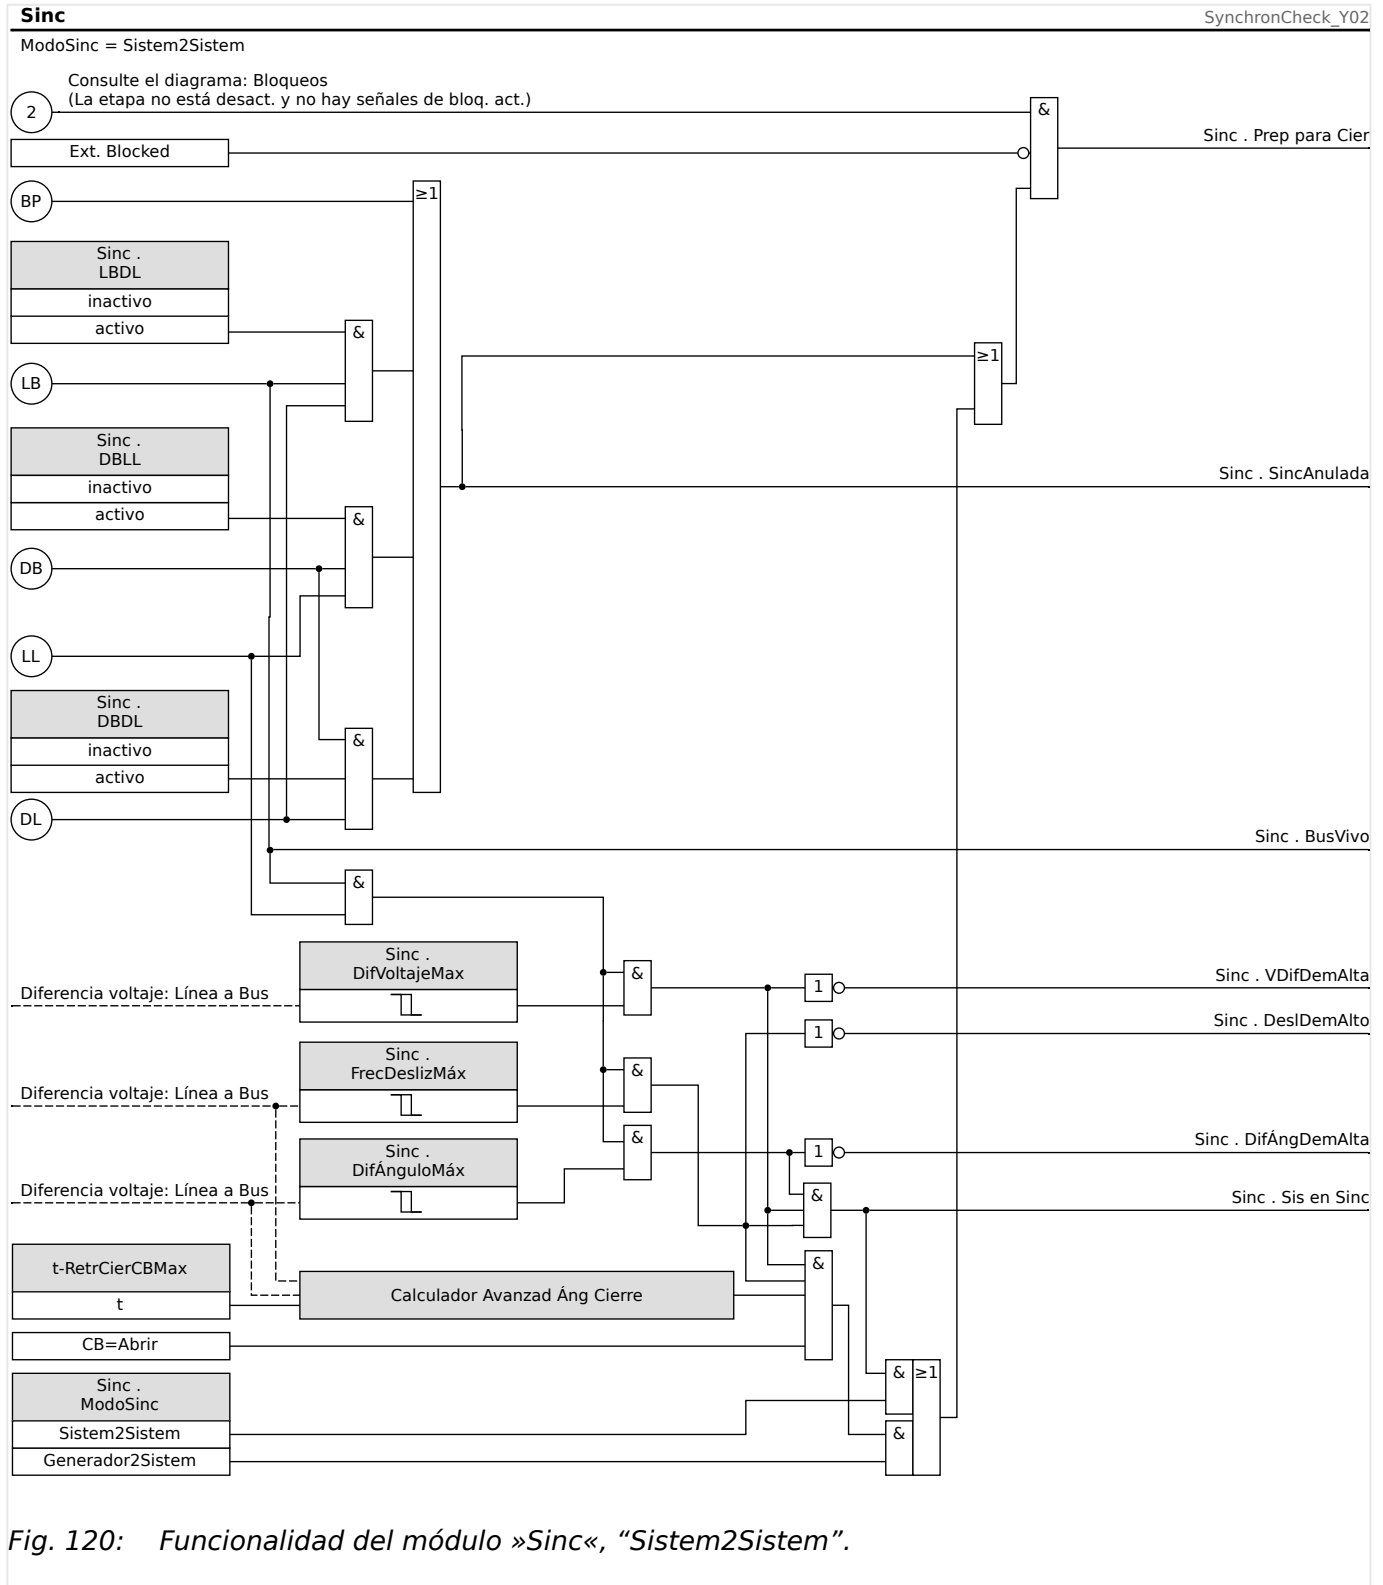 Sinc
SynchronCheck_Y02
ModoSinc = Sistem2Sistem
Consulte el diagrama: Bloqueos
(La etapa no está desact. y no hay señales de bloq. act.)
2
&
Sinc . Prep para Cier
Ext. Blocked
BP
≥1
Sinc .
LBDL
inactivo
activo
&
≥1
LB
Sinc .
DBLL
inactivo
activo
&
Sinc . SincAnulada
DB
LL
Sinc .
DBDL
inactivo
activo
&
DL
Sinc . BusVivo
&
Sinc .
DifVoltajeMax
Diferencia voltaje: Línea a Bus
&
1
Sinc . VDifDemAlta
1
Sinc . DeslDemAlto
Sinc .
FrecDeslizMáx
Diferencia voltaje: Línea a Bus
&
Sinc .
DifÁnguloMáx
Diferencia voltaje: Línea a Bus
&
1
Sinc . DifÁngDemAlta
&
Sinc . Sis en Sinc
t-RetrCierCBMax
t
Calculador Avanzad Áng Cierre
&
CB=Abrir
Sinc .
ModoSinc
Sistem2Sistem
Generador2Sistem
&
≥1
&
Fig. 120: Funcionalidad del módulo »Sinc«, “Sistem2Sistem”.